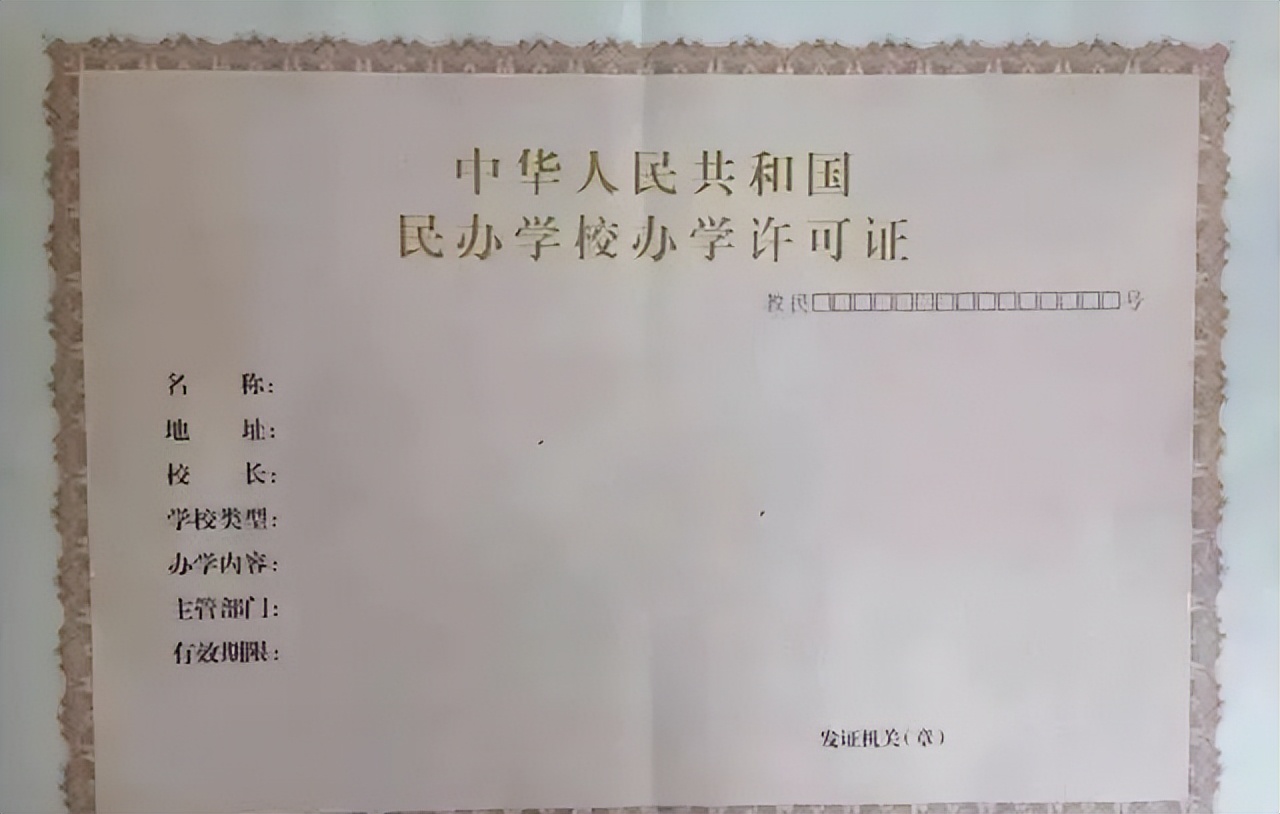 中华人民共和国
民办学校办学许可证
教民□□□□□□□□□□□□□□□号
名 称：
地 址：
校 长：
学校类型：
办学内容：
主管部门：
有效期限：
发证机关(章)